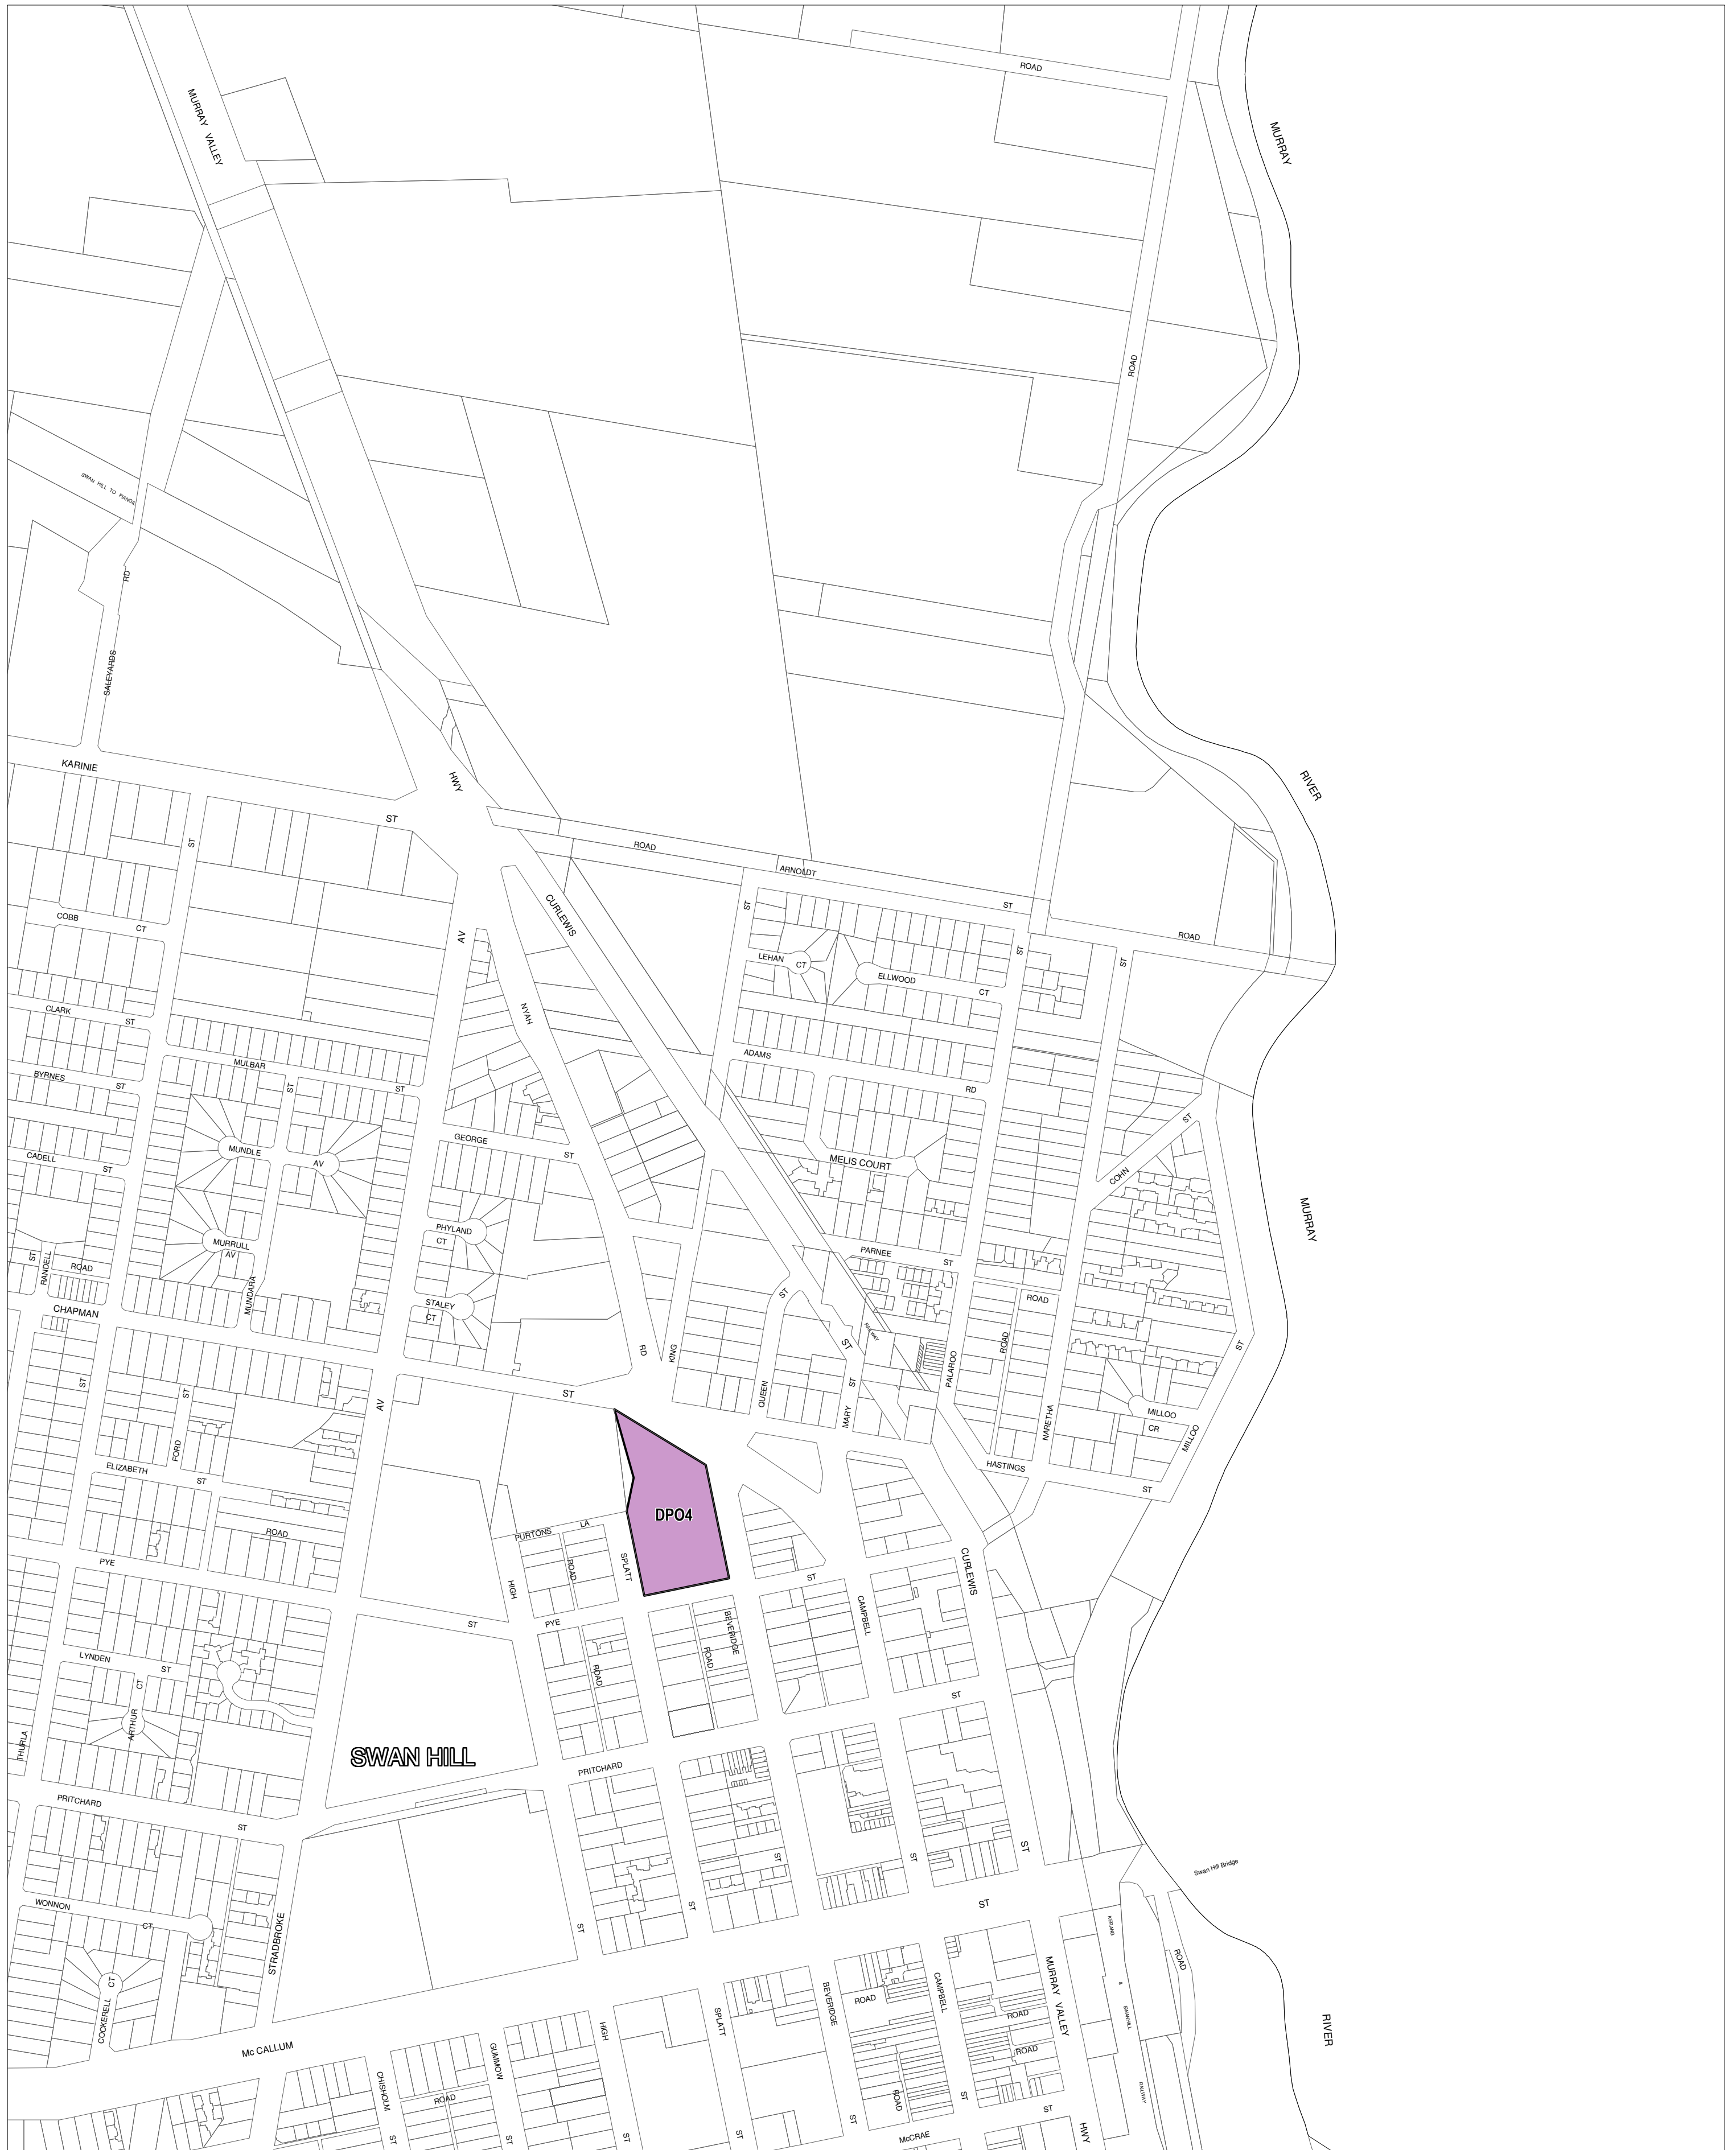 ROAD
MURRAY VALLEY
MURRAY
ROAD
SWAN HILL TO PIANGIL
RD
SALEYARDS
KARINIE
HWY
RIVER
ST
ST
ROAD
ARNOLDT
ST
ST
CURLEWIS
COBB
CT
AV
ROAD
ST
ST
LEHAN
CT
ELLWOOD
CT
CLARK
ST
NYAH
ADAMS
MULBAR
ST
ST
RD
BYRNES
ST
COHN
ST
GEORGE
ST
MUNDLE
AV
MELIS COURT
CADELL
ST
MURRAY
PHYLAND
CT
MURRULL
AV
PARNEE
ST
ST
RANDELL
ROAD
MUNDARA
STALEY
CT
ST
ROAD
CHAPMAN
RAILWAY
ROAD
ST
ST
RD
KING
PALAROO
ST
ST
AV
ST
QUEEN
ST
MARY
MILLOO
CR
MILLOO
NARETHA
FORD
HASTINGS
ST
ELIZABETH
ST
DPO4
PURTONS
LA
ROAD
ROAD
SPLATT
CURLEWIS
PYE
HIGH
ST
PYE
ST
BEVERIDGE
CAMPBELL
LYNDEN
ST
CT
ROAD
ROAD
ST
ARTHUR
THURLA
SWAN HILL
PRITCHARD
PRITCHARD
ST
ST
ST
ST
Swan Hill Bridge
WONNON
CT
ST
ST
ST
KERANG
&
SWANHILL
RAILWAY
ROAD
STRADBROKE
CT
COCKERELL
Mc CALLUM
BEVERIDGE
ROAD
CAMPBELL
MURRAY VALLEY
ROAD
ROAD
RIVER
SPLATT
HIGH
GUMMOW
CHISHOLM
ROAD
ROAD
ST
ST
ST
ST
ST
ST
ST
HWY
McCRAE